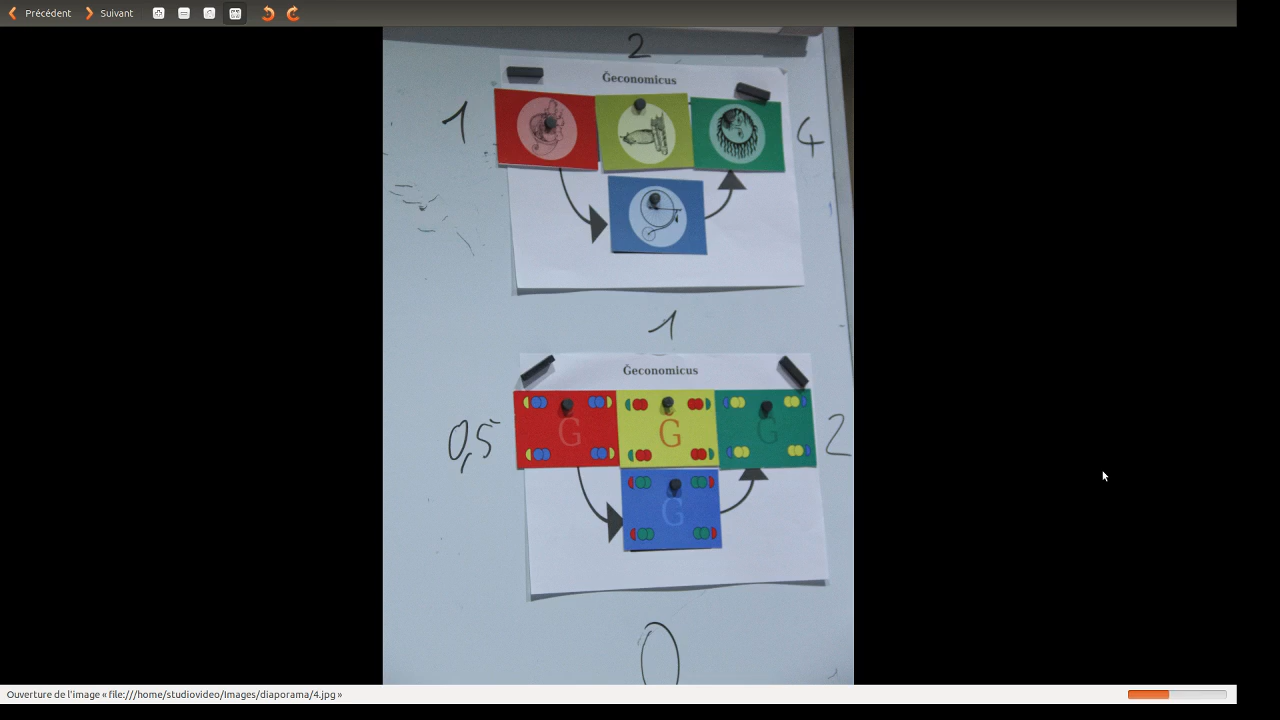 Précédent Suivant
2
Ğeconomicus
1
4
1
Ğeconomicus
0,5
G G G
2
G
0
Ouverture de l'image « file:///home/studiovideo/Images/diaporama/4.jpg »